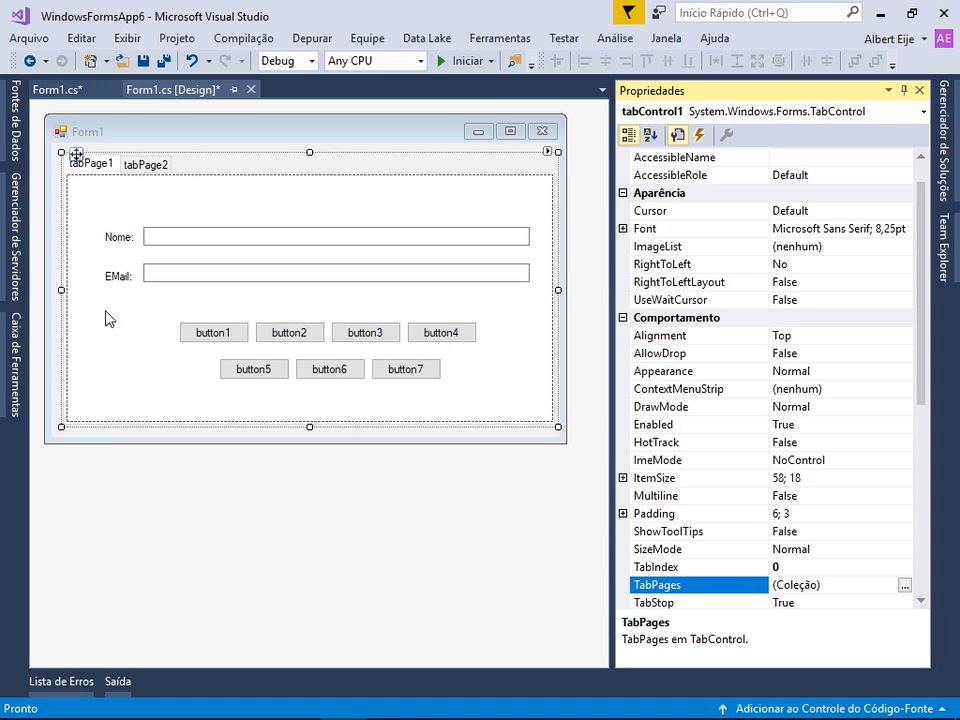 WindowsFormsApp6 - Microsoft Visual Studio
Início Rápido (Ctrl+Q)
Arquivo Editar Exibir Projeto Compilação Depurar Equipe Data Lake Ferramentas Testar Análise Janela Ajuda Albert Eije AE
Debug Any CPU Iniciar
Form1.cs* Form1.cs [Design]*
Fontes de Dados
Gerenciador de Servidores
Caixa de Ferramentas
Form1
tabPage1 tabPage2
Nome:
EMail:
button1 button2 button3 button4
button5 button6 button7
Propriedades
tabControl1 System.Windows.Forms.TabControl
AccessibleName
AccessibleRole Default
Aparência
Cursor Default
Font Microsoft Sans Serif; 8,25pt
ImageList (nenhum)
RightToLeft No
RightToLeftLayout False
UseWaitCursor False
Comportamento
Alignment Top
AllowDrop False
Appearance Normal
ContextMenuStrip (nenhum)
DrawMode Normal
Enabled True
HotTrack False
ImeMode NoControl
ItemSize 58; 18
Multiline False
Padding 6; 3
ShowToolTips False
SizeMode Normal
TabIndex 0
TabPages (Coleção) ...
TabStop True
TabPages
TabPages em TabControl.
Gerenciador de Soluções
Team Explorer
Lista de Erros Saída
Pronto Adicionar ao Controle do Código-Fonte